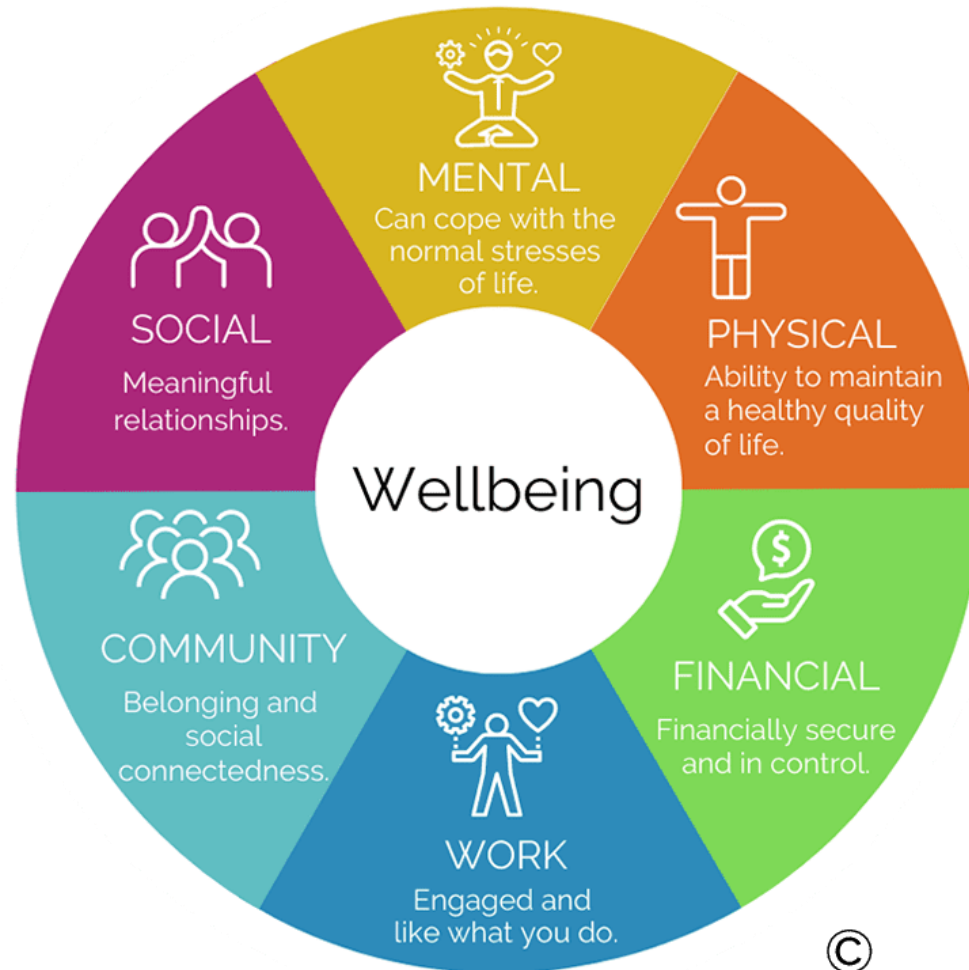 MENTAL
Can cope with the
normal stresses
of life.
PHYSICAL
Ability to maintain
a healthy quality
of life.
$
FINANCIAL
Financially secure
and in control.
WORK
Engaged and
like what you do.
COMMUNITY
Belonging and
social
connectedness.
SOCIAL
Meaningful
relationships.
Wellbeing
©